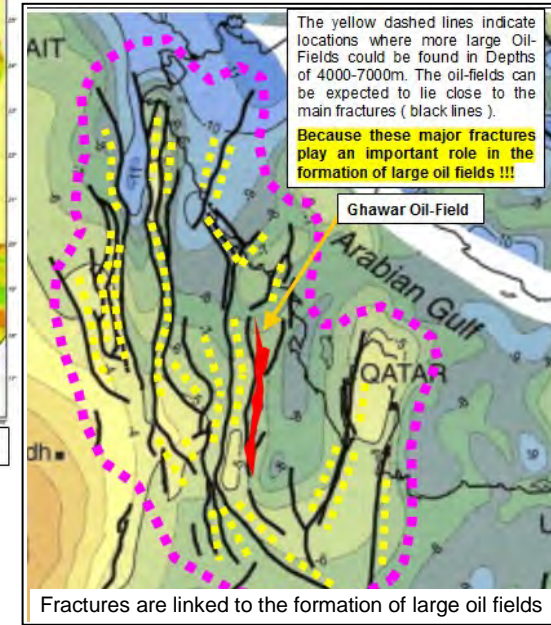 The yellow dashed lines indicate
locations where more large Oil-
Fields could be found in Depths
of 4000-7000m. The oil-fields can
be expected to lie close to the
main fractures ( black lines ).
Because these major fractures
play an important role in the
formation of large oil fields !!!
AIT
Ghawar Oil-Field
Arabian Gulf
QATAR
dh
Fractures are linked to the formation of large oil fields